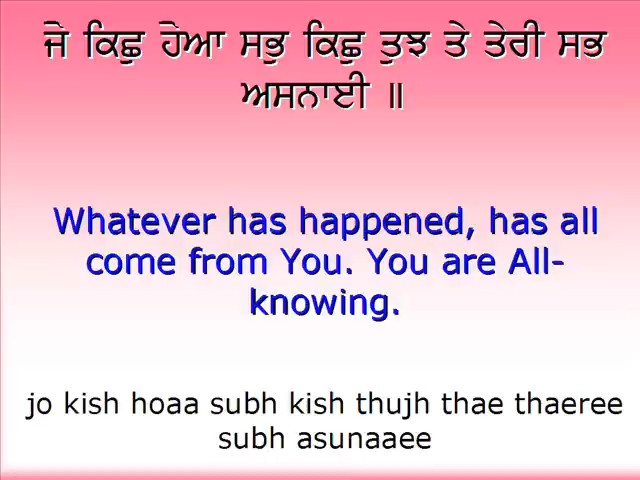 ਜੋ ਕਿਛੁ ਹੋਆ ਸਭੁ ਕਿਛੁ ਤੁਝ ਤੇ ਤੇਰੀ ਸਭ
ਅਸਨਾਈ ॥
Whatever has happened, has all
come from You. You are All-
knowing.
jo kish hoaa subh kish thujh thae thaeree
subh asunaaee